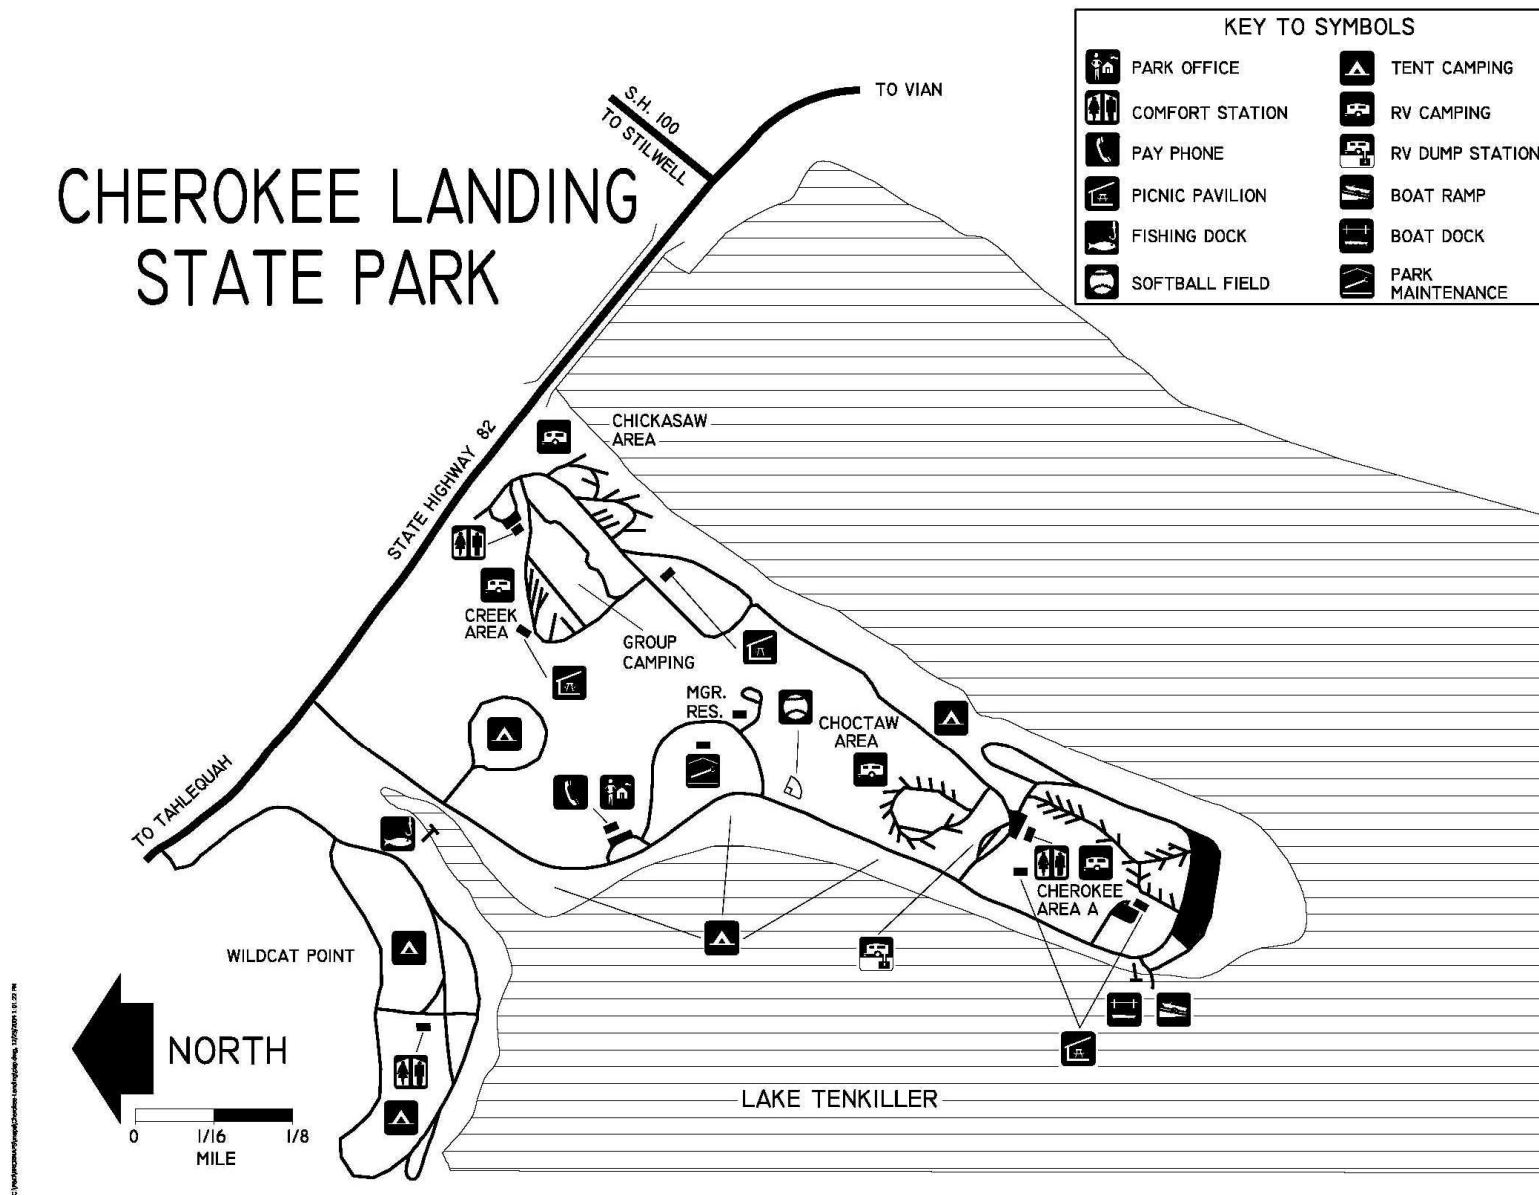 CHEROKEE LANDING
STATE PARK
KEY TO SYMBOLS
PARK OFFICE
COMFORT STATION
PAY PHONE
PICNIC PAVILION
FISHING DOCK
SOFTBALL FIELD
TENT CAMPING
RV CAMPING
RV DUMP STATION
BOAT RAMP
BOAT DOCK
PARK
MAINTENANCE
TO VIAN
S.H. 100
TO STILWELL
STATE HIGHWAY 82
CHICKASAW
AREA
CREEK
AREA
GROUP
CAMPING
MGR.
RES.
CHOCTAW
AREA
TO TAHLEQUAH
CHEROKEE
AREA A
WILDCAT POINT
NORTH
0
1/16
1/8
MILE
LAKE TENKILLER